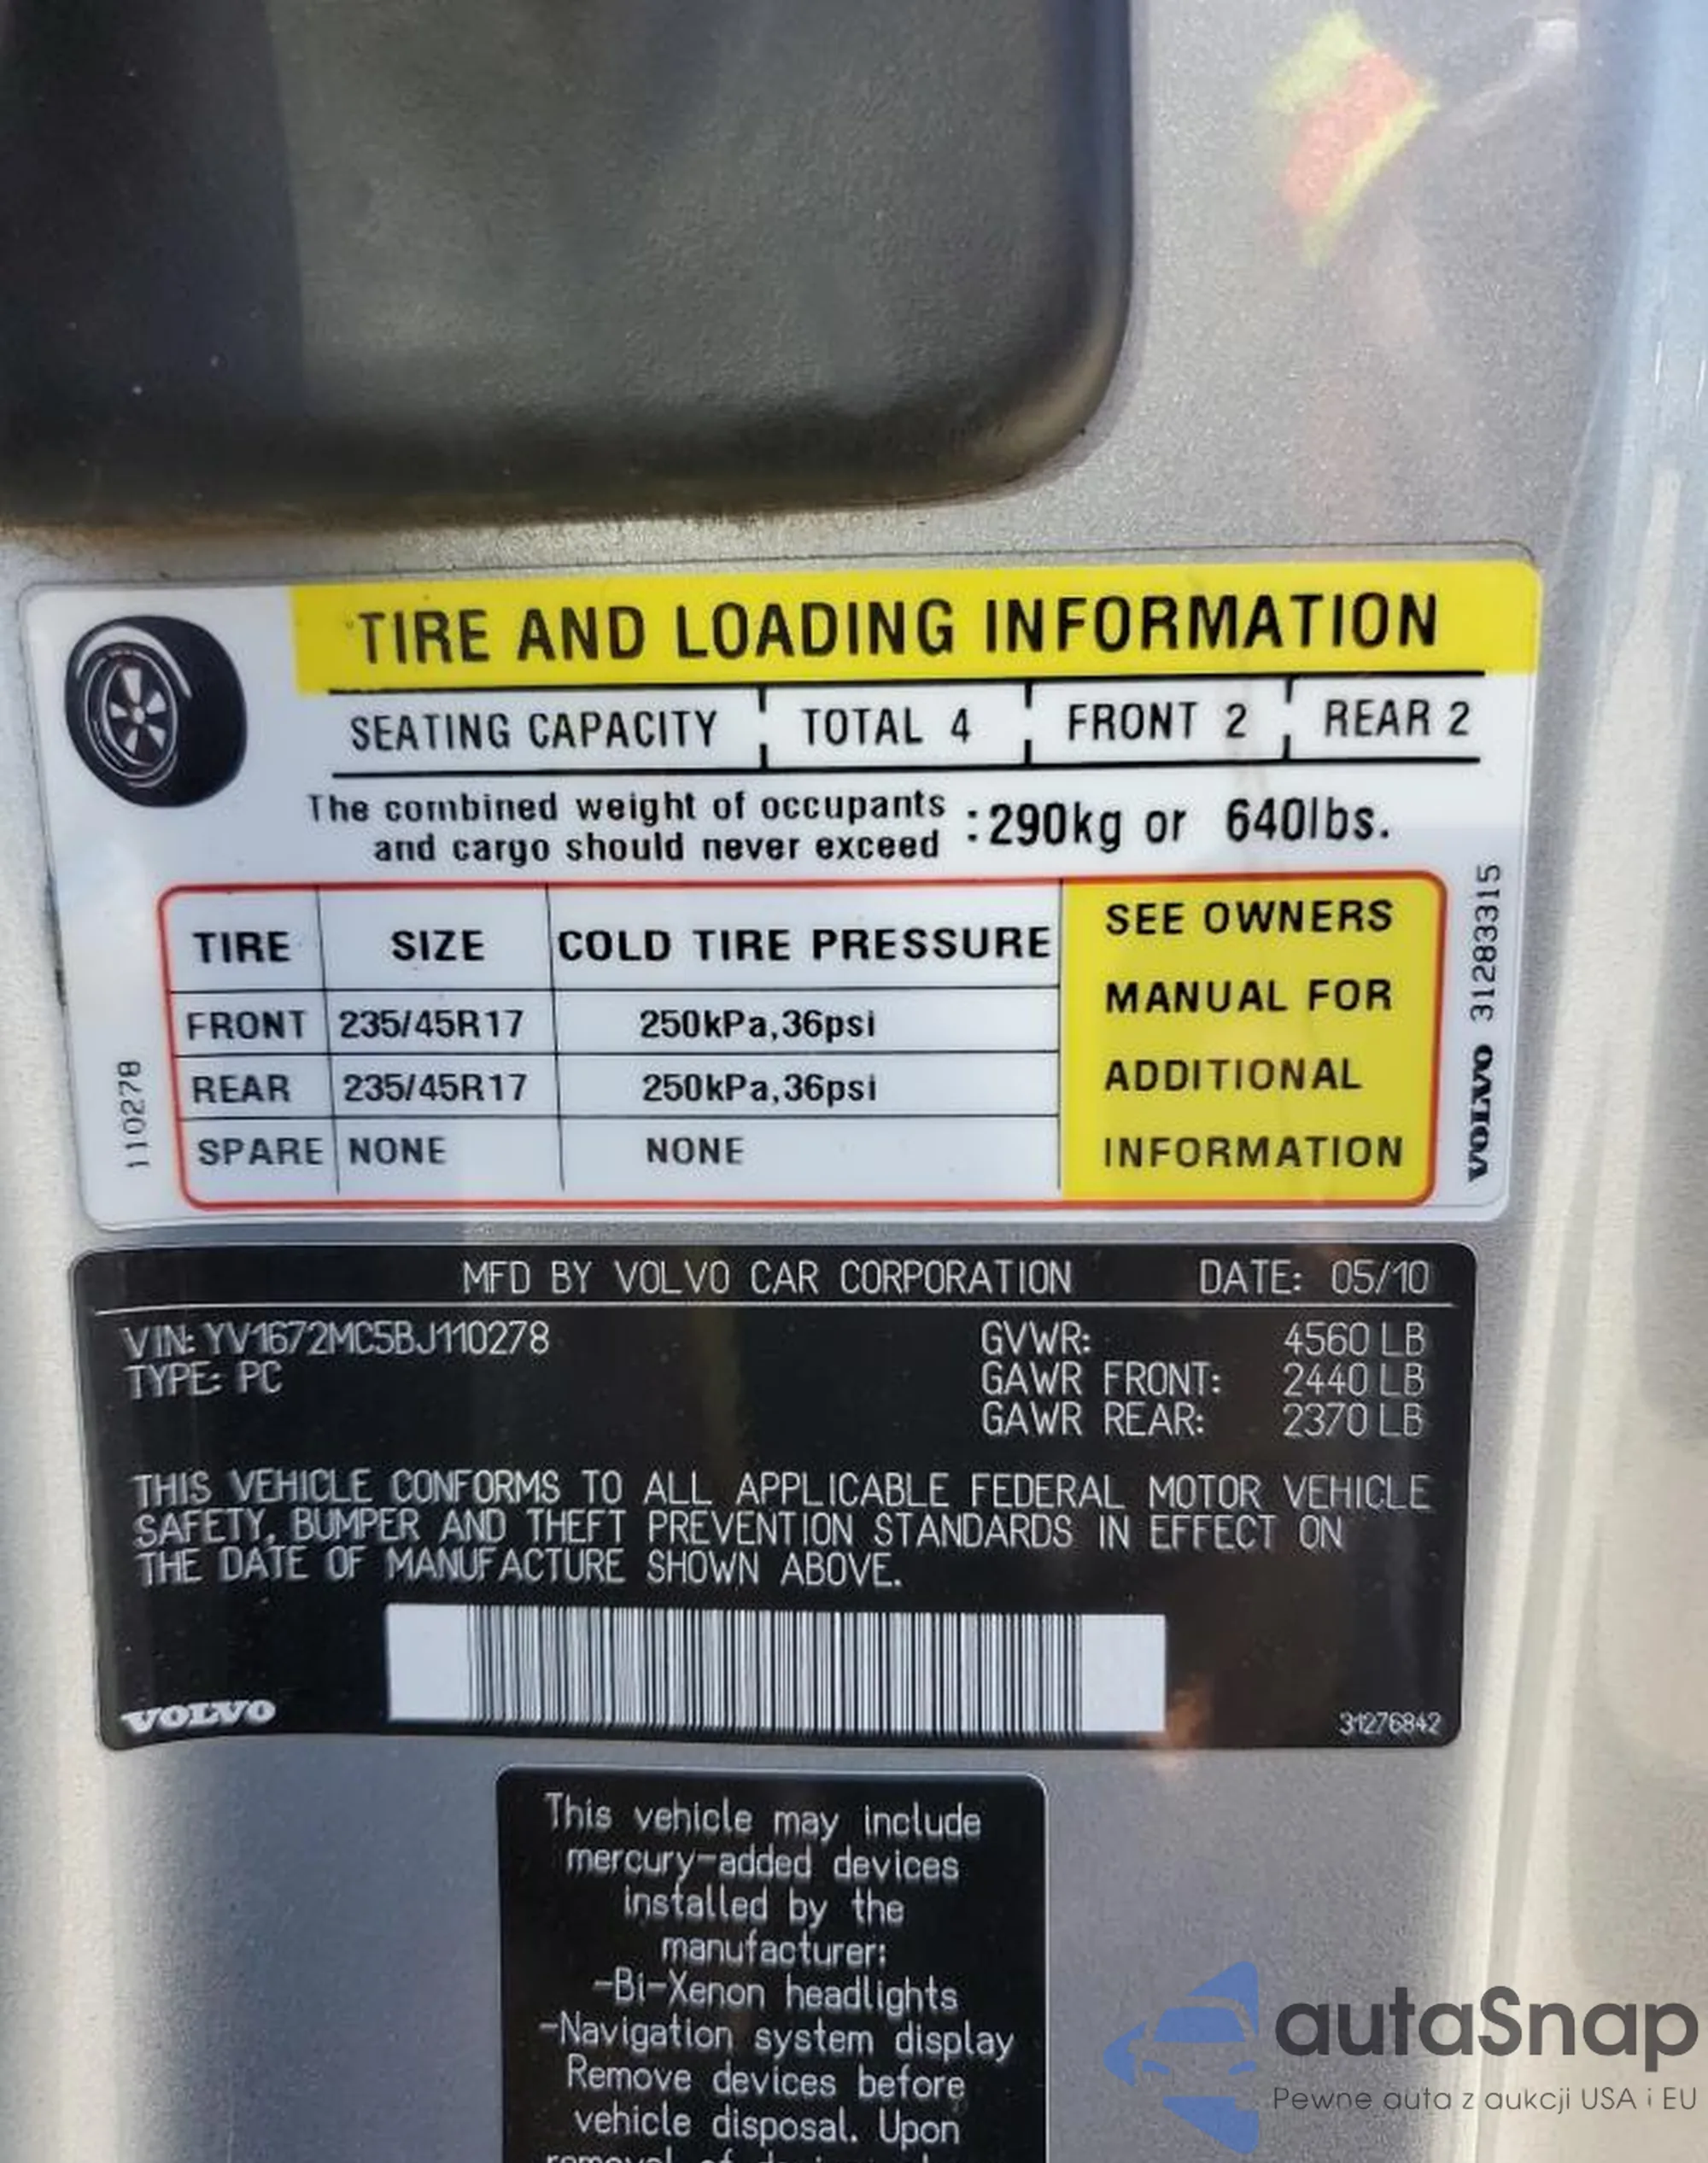 TIRE AND LOADING INFORMATION
SEATING CAPACITY TOTAL 4 FRONT 2 REAR 2
The combined weight of occupants
and cargo should never exceed :290kg or 640lbs.
TIRE SIZE COLD TIRE PRESSURE
FRONT 235/45R17 250kPa,36psi
REAR 235/45R17 250kPa,36psi
SPARE NONE NONE
SEE OWNERS
MANUAL FOR
ADDITIONAL
INFORMATION
110278
VOLVO 31283315
MFD BY VOLVO CAR CORPORATION DATE: 05/10
VIN: YV1672MC5BJ110278 GVWR: 4560 LB
TYPE: PC GAWR FRONT: 2440 LB
GAWR REAR: 2370 LB
THIS VEHICLE CONFORMS TO ALL APPLICABLE FEDERAL MOTOR VEHICLE
SAFETY, BUMPER AND THEFT PREVENTION STANDARDS IN EFFECT ON
THE DATE OF MANUFACTURE SHOWN ABOVE.
VOLVO 31276842
This vehicle may include
mercury-added devices
installed by the
manufacturer:
-Bi-Xenon headlights
-Navigation system display
Remove devices before
vehicle disposal. Upon
autaSnap
Pewne auta z aukcji USA i EU